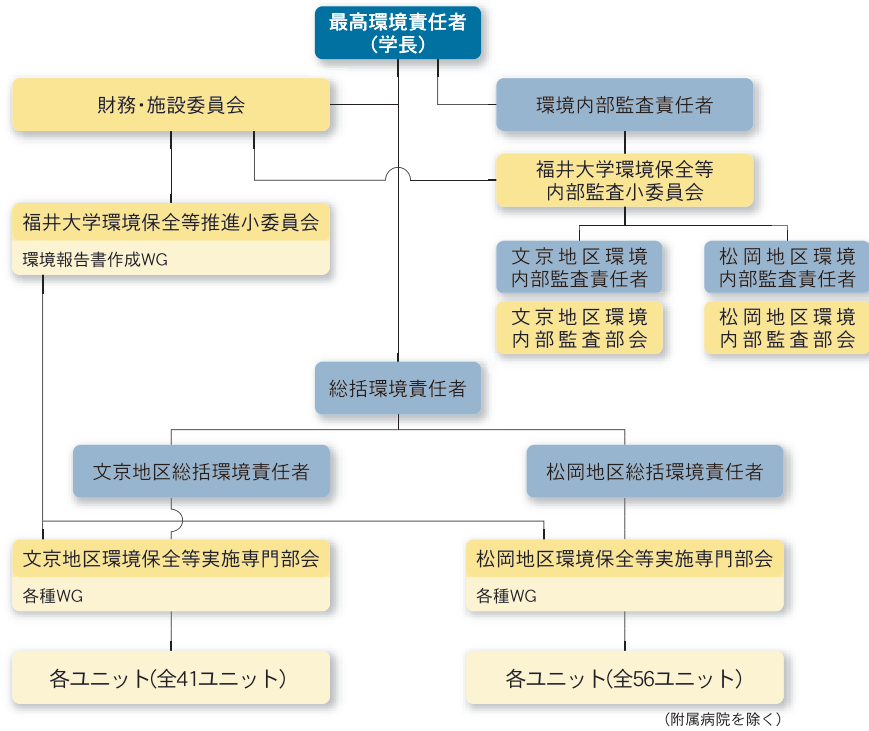 最高環境責任者
（学長）
財務・施設委員会
環境内部監査責任者
福井大学環境保全等
内部監査小委員会
福井大学環境保全等推進小委員会
環境報告書作成WG
文京地区環境
内部監査責任者
松岡地区環境
内部監査責任者
文京地区環境
内部監査部会
松岡地区環境
内部監査部会
総括環境責任者
文京地区総括環境責任者
松岡地区総括環境責任者
文京地区環境保全等実施専門部会
各種WG
松岡地区環境保全等実施専門部会
各種WG
各ユニット(全41ユニット)
各ユニット(全56ユニット)
（附属病院を除く）